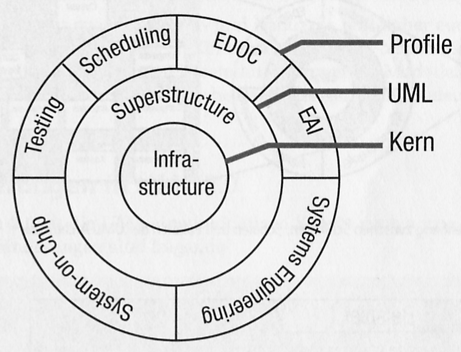 Scheduling
EDOC
Profile
Testing
Superstructure
UML
EAI
Kern
Infra-
structure
System-on-Chip
Systems Engineering